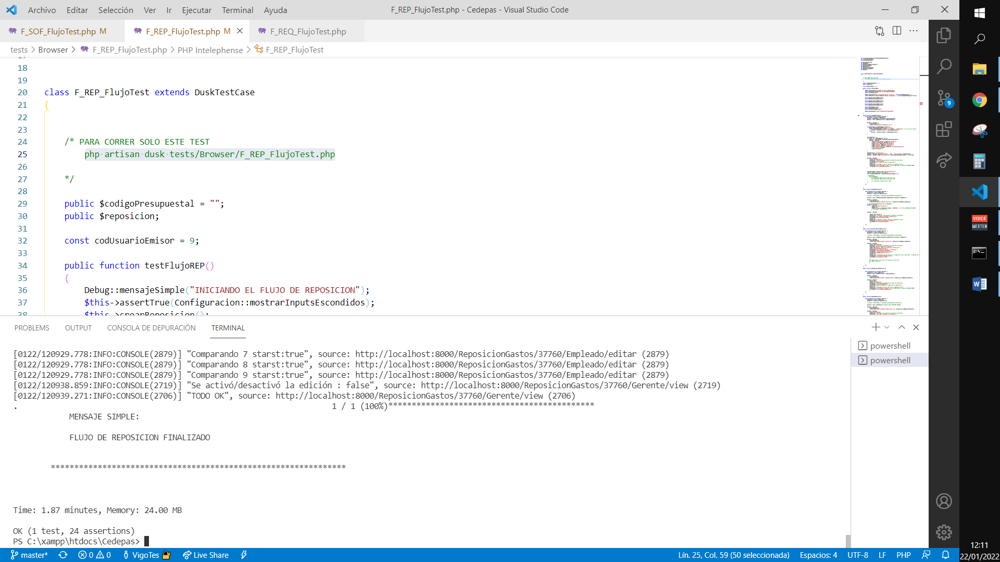 Archivo Editar Selección Ver Ir Ejecutar Terminal Ayuda
F_REP_FlujoTest.php - Cedepas - Visual Studio Code
F_SOF_FlujoTest.php M
F_REP_FlujoTest.php M
F_REQ_FlujoTest.php
tests > Browser > F_REP_FlujoTest.php > PHP Intelephense > F_REP_FlujoTest
18
19
20 class F_REP_FlujoTest extends DuskTestCase
21 {
22
23
24 /* PARA CORRER SOLO ESTE TEST
25 php artisan dusk tests/Browser/F_REP_FlujoTest.php
26
27 */
28
29 public $codigoPresupuestal = "";
30 public $reposicion;
31
32 const codUsuarioEmisor = 9;
33
34 public function testFlujoREP()
35 {
36 Debug::mensajeSimple("INICIANDO EL FLUJO DE REPOSICION");
37 $this->assertTrue(Configuracion::mostrarInputsEscondidos);
38 $this->crearReposicion();
PROBLEMS OUTPUT CONSOLA DE DEPURACIÓN TERMINAL
powershell
powershell
[0122/120929.778:INFO:CONSOLE(2879)] "Comparando 7 starst:true", source: http://localhost:8000/ReposicionGastos/37760/Empleado/editar (2879)
[0122/120929.778:INFO:CONSOLE(2879)] "Comparando 8 starst:true", source: http://localhost:8000/ReposicionGastos/37760/Empleado/editar (2879)
[0122/120929.778:INFO:CONSOLE(2879)] "Comparando 9 starst:true", source: http://localhost:8000/ReposicionGastos/37760/Empleado/editar (2879)
[0122/120938.859:INFO:CONSOLE(2719)] "Se activó/desactivó la edición : false", source: http://localhost:8000/ReposicionGastos/37760/Gerente/view (2719)
[0122/120939.271:INFO:CONSOLE(2706)] "TODO OK", source: http://localhost:8000/ReposicionGastos/37760/Gerente/view (2706)
. 1 / 1 (100%)********************************************
MENSAJE SIMPLE:
FLUJO DE REPOSICION FINALIZADO
***************************************************************
Time: 1.87 minutes, Memory: 24.00 MB
OK (1 test, 24 assertions)
PS C:\xampp\htdocs\Cedepas>
master* 0 0 VigoTes Live Share
Lín. 25, Col. 59 (50 seleccionada) Espacios: 4 UTF-8 LF PHP
9
VOICE
MEETER
C:\
12:11
22/01/2022